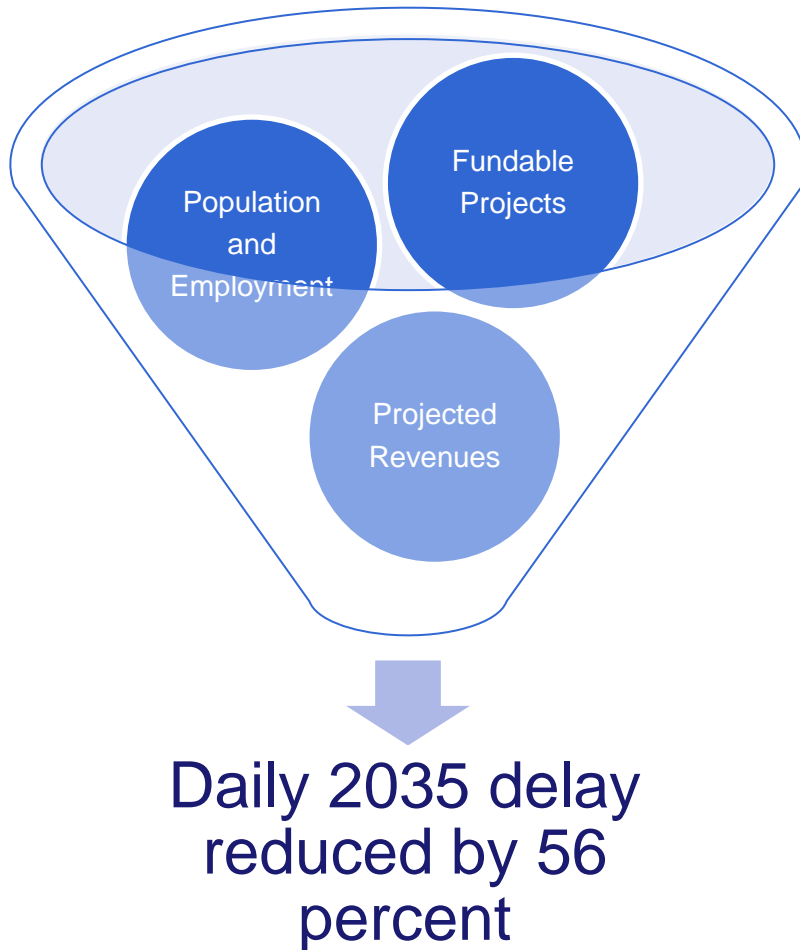 Fundable
Projects
Population
and
Employment
Projected
Revenues
Daily 2035 delay
reduced by 56
percent